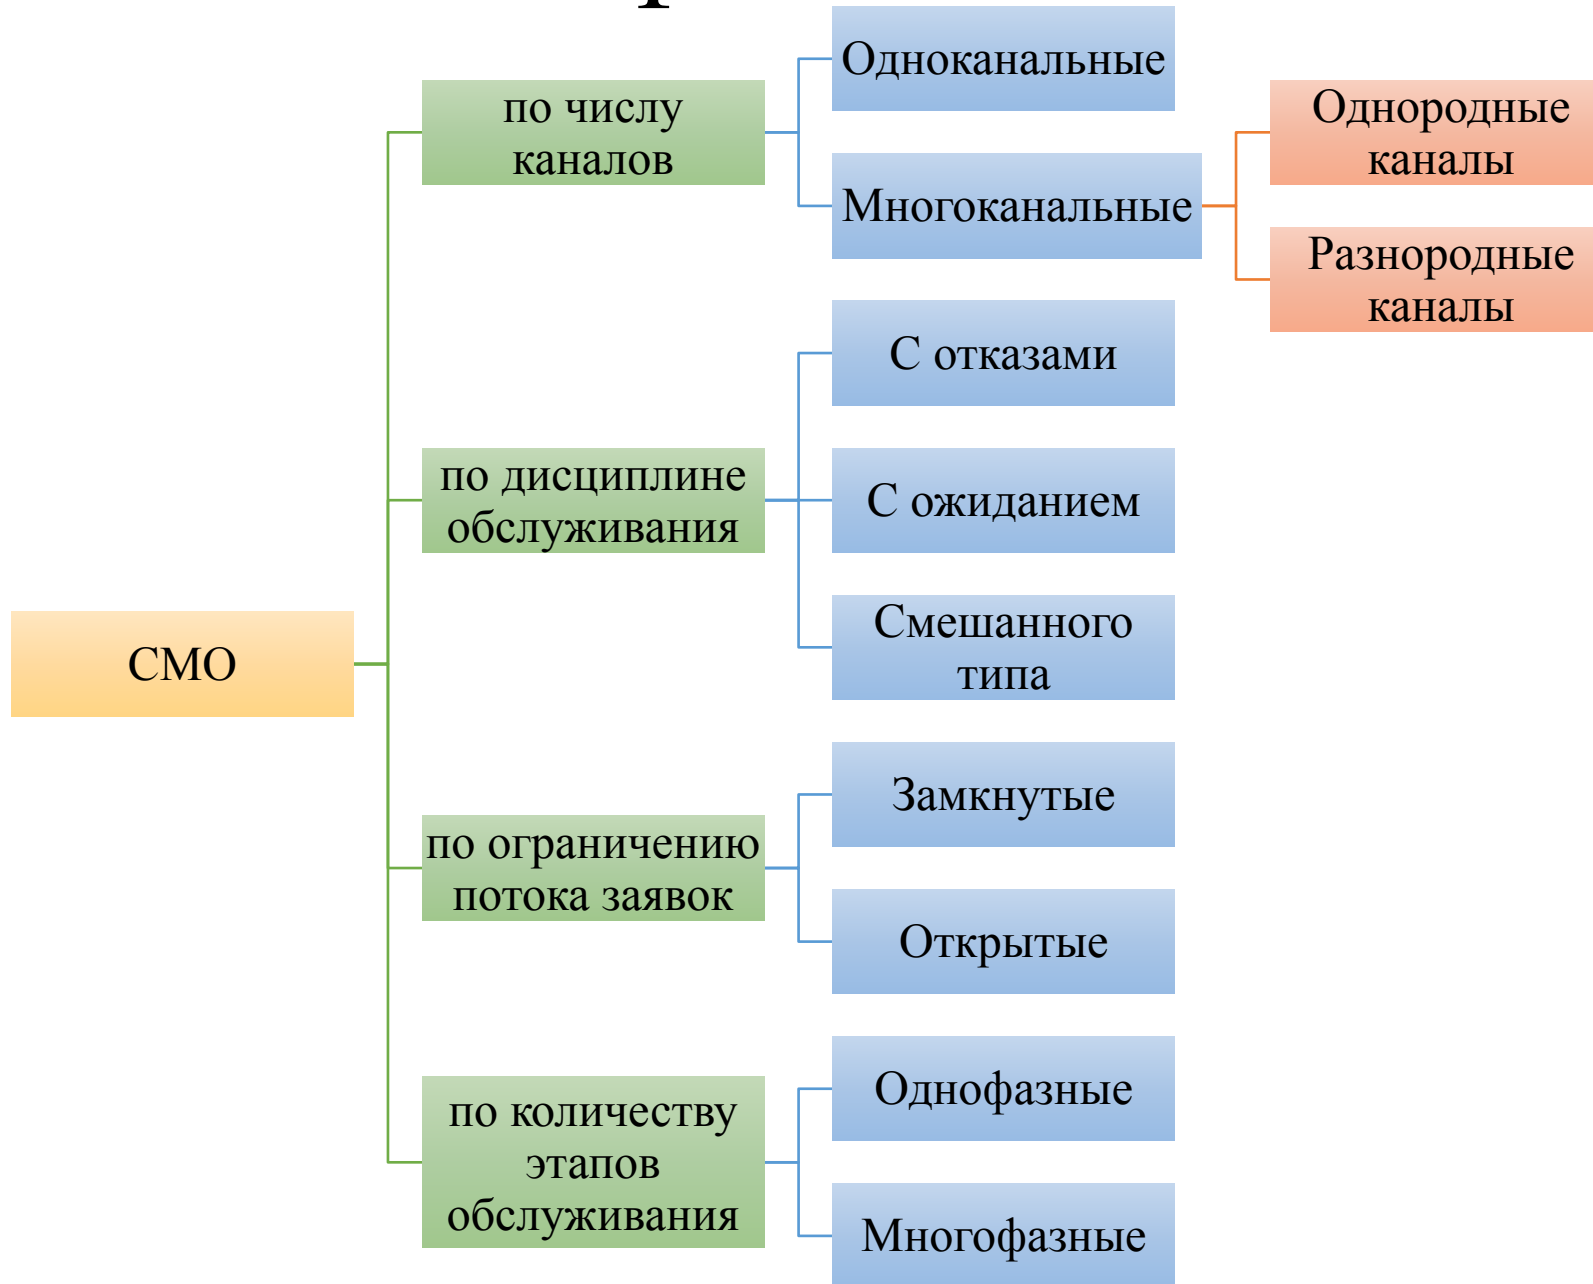 Одноканальные
по числу
каналов
Однородные
каналы
Многоканальные
Разнородные
каналы
С отказами
по дисциплине
обслуживания
С ожиданием
Смешанного
типа
СМО
Замкнутые
по ограничению
потока заявок
Открытые
Однофазные
по количеству
этапов
обслуживания
Многофазные